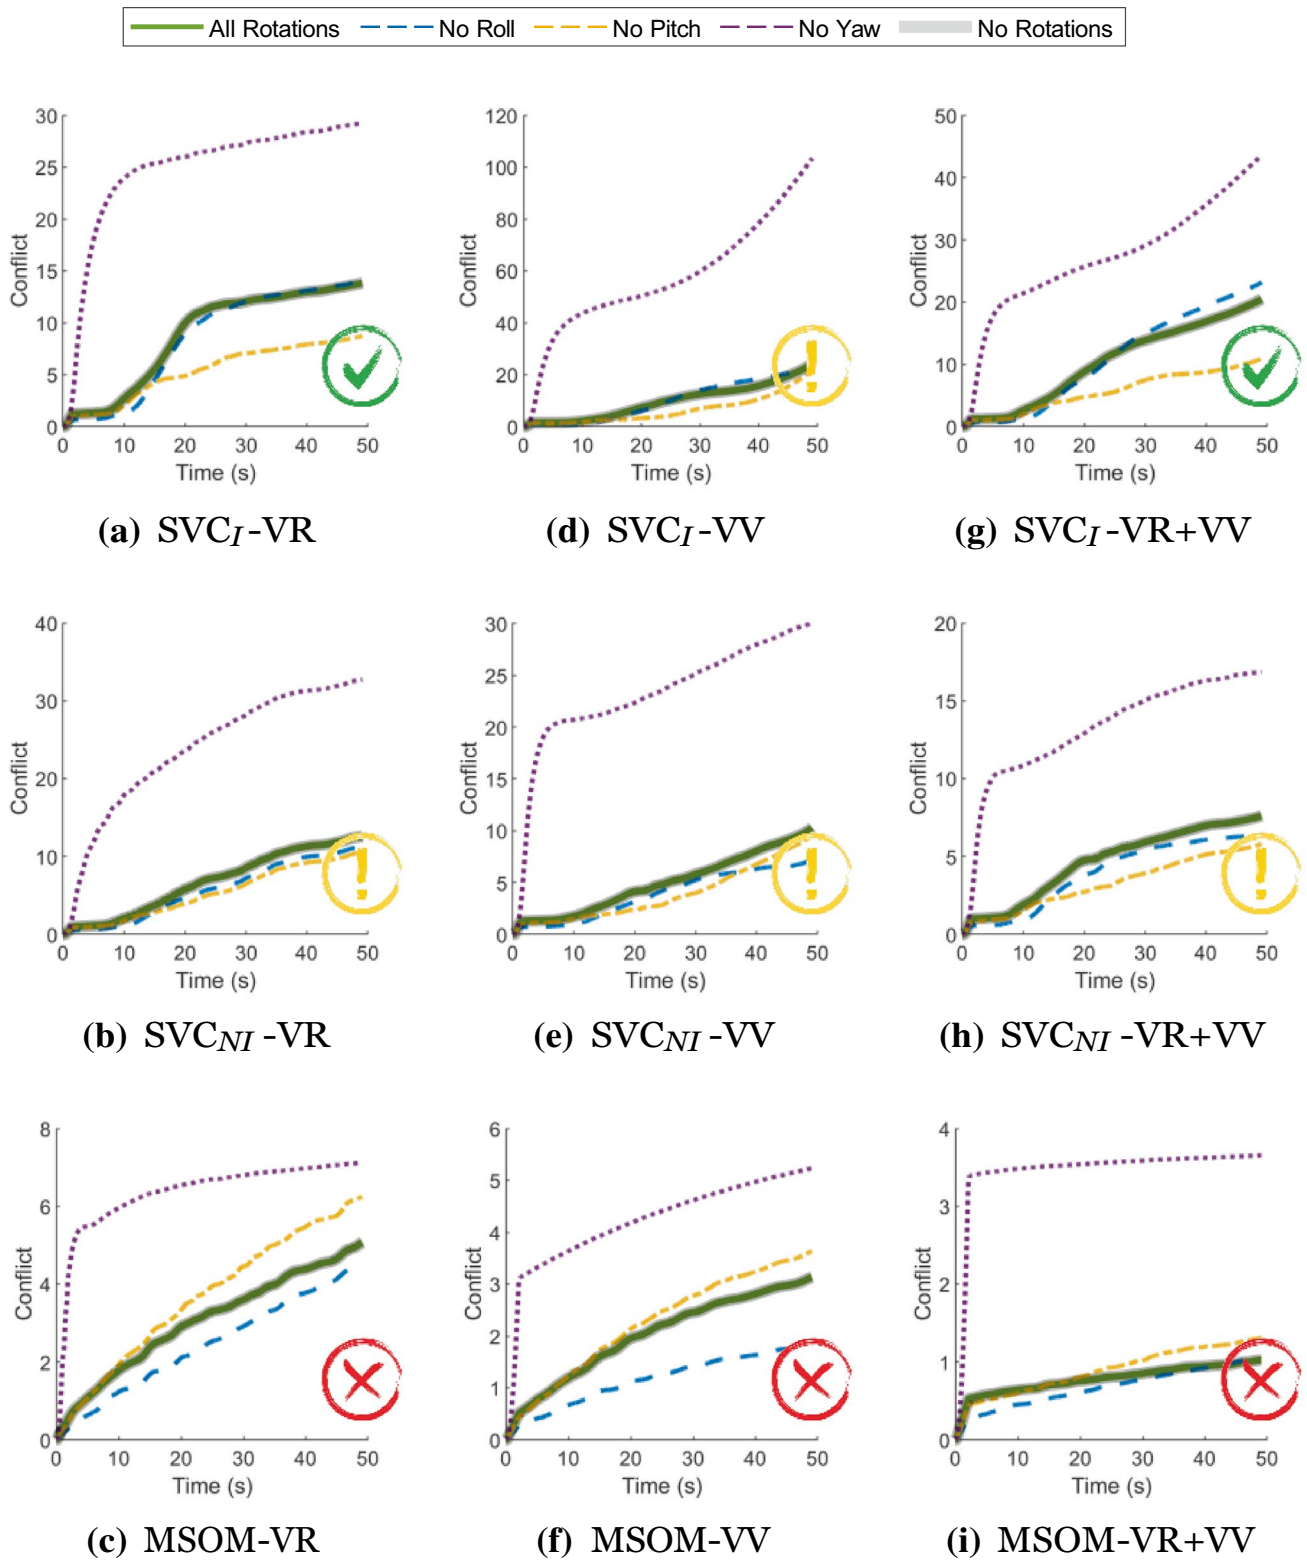 All Rotations No Roll No Pitch No Yaw No Rotations
30 25 20 15 10 5 0
Conflict
0 10 20 30 40 50
Time (s)
(a) SVC_I-VR
120 100 80 60 40 20 0
0 10 20 30 40 50
Time (s)
(d) SVC_I-VV
50 40 30 20 10 0
Conflict
0 10 20 30 40 50
Time (s)
(g) SVC_I-VR+VV
40 30 20 10 0
Conflict
0 10 20 30 40 50
Time (s)
(b) SVC_NI-VR
30 25 20 15 10 5 0
Conflict
0 10 20 30 40 50
Time (s)
(e) SVC_NI-VV
20 15 10 5 0
Conflict
0 10 20 30 40 50
Time (s)
(h) SVC_NI-VR+VV
8 6 4 2 0
Conflict
0 10 20 30 40 50
Time (s)
(c) MSOM-VR
6 5 4 3 2 1 0
Conflict
0 10 20 30 40 50
Time (s)
(f) MSOM-VV
4 3 2 1 0
Conflict
0 10 20 30 40 50
Time (s)
(i) MSOM-VR+VV